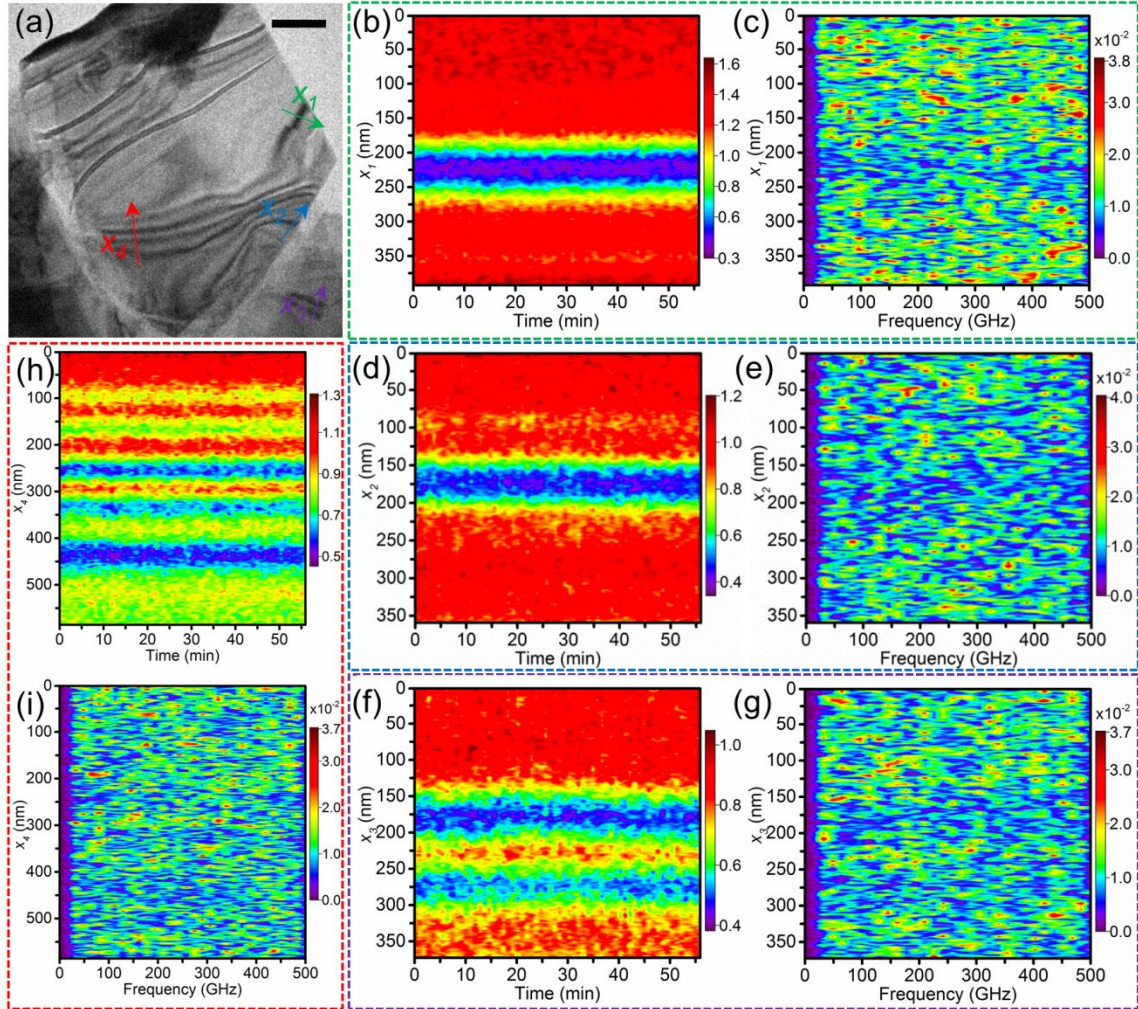 (a)
x1
x2
x3
x4
(b)
0
50
100
150
200
250
300
350
x1 (nm)
0 10 20 30 40 50
Time (min)
1.6
1.4
1.2
1.0
0.8
0.6
0.4
0.3
(c)
0
50
100
150
200
250
300
350
x1 (nm)
0 100 200 300 400 500
Frequency (GHz)
x10-2
3.8
3.0
2.0
1.0
0.0
(h)
0
100
200
300
400
500
x4 (nm)
0 10 20 30 40 50
Time (min)
1.3
1.1
0.9
0.7
0.5
(d)
0
50
100
150
200
250
300
350
x2 (nm)
0 10 20 30 40 50
Time (min)
1.2
1.0
0.8
0.6
0.4
(e)
0
50
100
150
200
250
300
350
x2 (nm)
0 100 200 300 400 500
Frequency (GHz)
x10-2
4.0
3.0
2.0
1.0
0.0
(i)
0
100
200
300
400
500
x4 (nm)
0 100 200 300 400 500
Frequency (GHz)
x10-2
3.7
3.0
2.0
1.0
0.0
(f)
0
50
100
150
200
250
300
350
x3 (nm)
0 10 20 30 40 50
Time (min)
1.0
0.8
0.6
0.4
(g)
0
50
100
150
200
250
300
350
x3 (nm)
0 100 200 300 400 500
Frequency (GHz)
x10-2
3.7
3.0
2.0
1.0
0.0